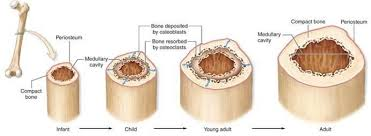 Periosteum
Medullary
cavity
Compact
bone
Infant
Bone deposited
by osteoblasts
Bone resorbed
by osteoclasts
Child
Young adult
Compact bone
Periosteum
Medullary
cavity
Adult